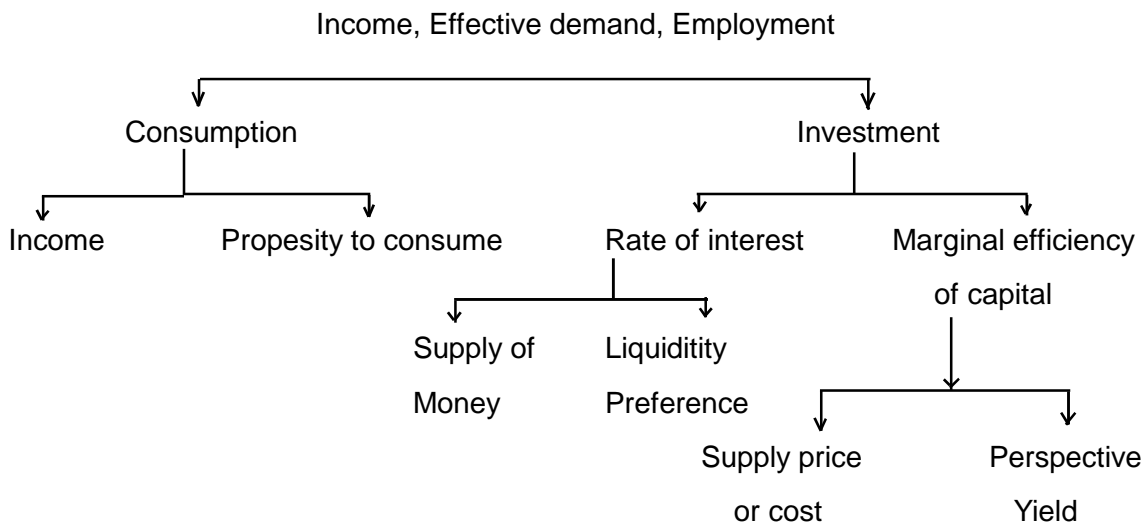 Income, Effective demand, Employment
Consumption
Investment
Income
Propesity to consume
Rate of interest
Marginal efficiency
of capital
Supply of
Money
Liquiditity
Preference
Supply price
or cost
Perspective
Yield